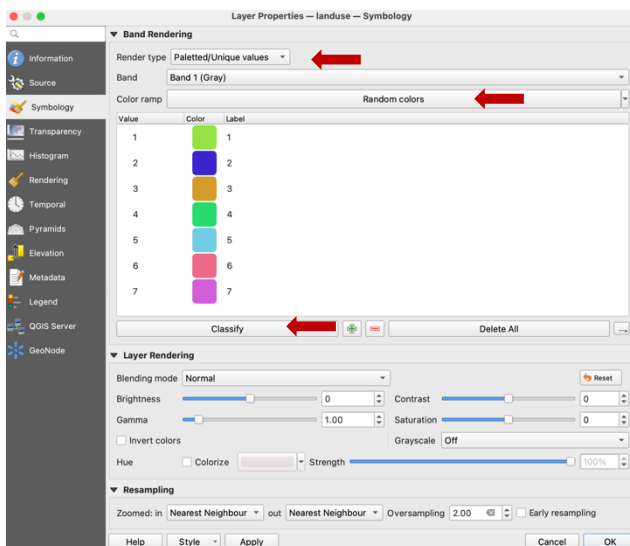 Layer Properties — landuse — Symbology
Information
Source
Symbology
Transparency
Histogram
Rendering
Temporal
Pyramids
Elevation
Metadata
Legend
QGIS Server
GeoNode
Band Rendering
Render type Paletted/Unique values
Band Band 1 (Gray)
Color ramp Random colors
Value Color Label
1 1
2 2
3 3
4 4
5 5
6 6
7 7
Classify Delete All ...
Layer Rendering
Blending mode Normal Reset
Brightness 0 Contrast 0
Gamma 1.00 Saturation 0
Invert colors Grayscale Off
Hue Colorize Strength 100%
Resampling
Zoomed: in Nearest Neighbour out Nearest Neighbour Oversampling 2.00 Early resampling
Help Style Apply Cancel OK